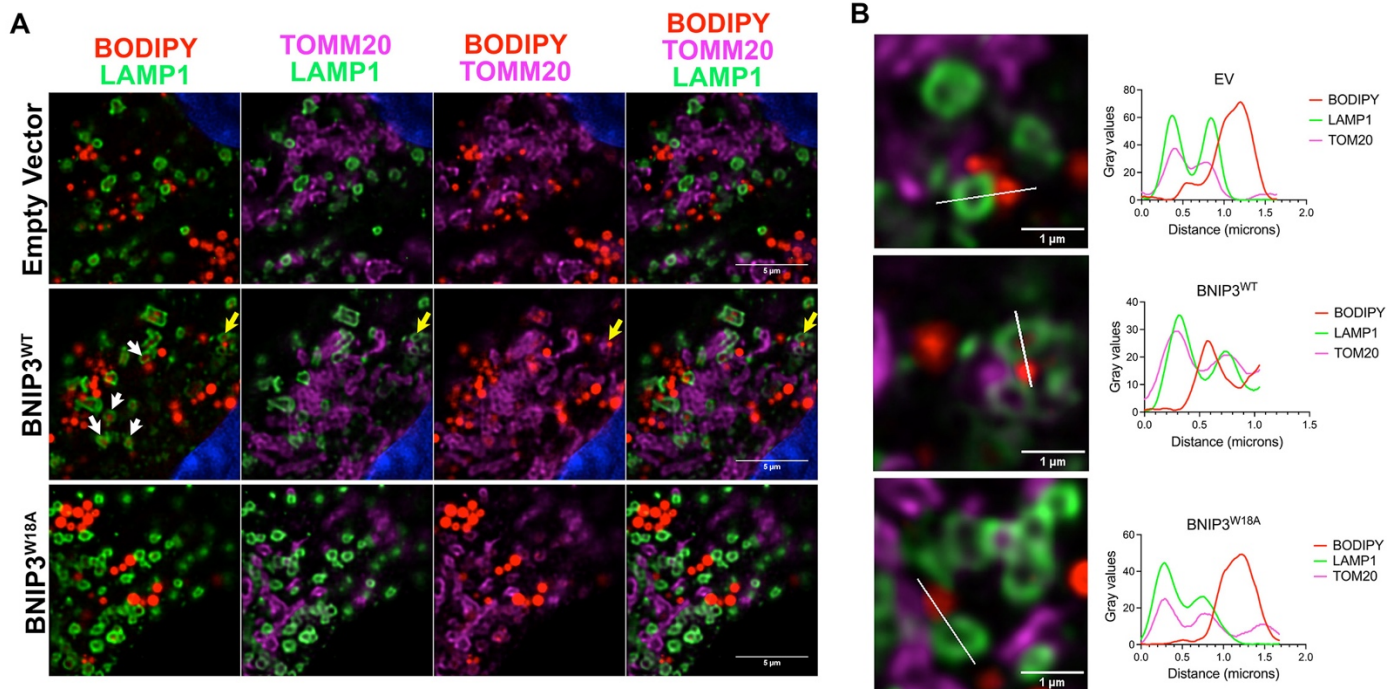 A
BODIPY
LAMP1
TOMM20
LAMP1
BODIPY
TOMM20
BODIPY
TOMM20
LAMP1
Empty Vector
5 µm
BNIP3WT
5 µm
BNIP3W18A
5 µm
B
1 µm
EV
BODIPY
LAMP1
TOM20
Gray values
80
60
40
20
0
0.0 0.5 1.0 1.5 2.0
Distance (microns)
1 µm
BNIP3WT
BODIPY
LAMP1
TOM20
Gray values
40
30
20
10
0
0.0 0.5 1.0 1.5
Distance (microns)
1 µm
BNIP3W18A
BODIPY
LAMP1
TOM20
Gray values
60
40
20
0
0.0 0.5 1.0 1.5 2.0
Distance (microns)